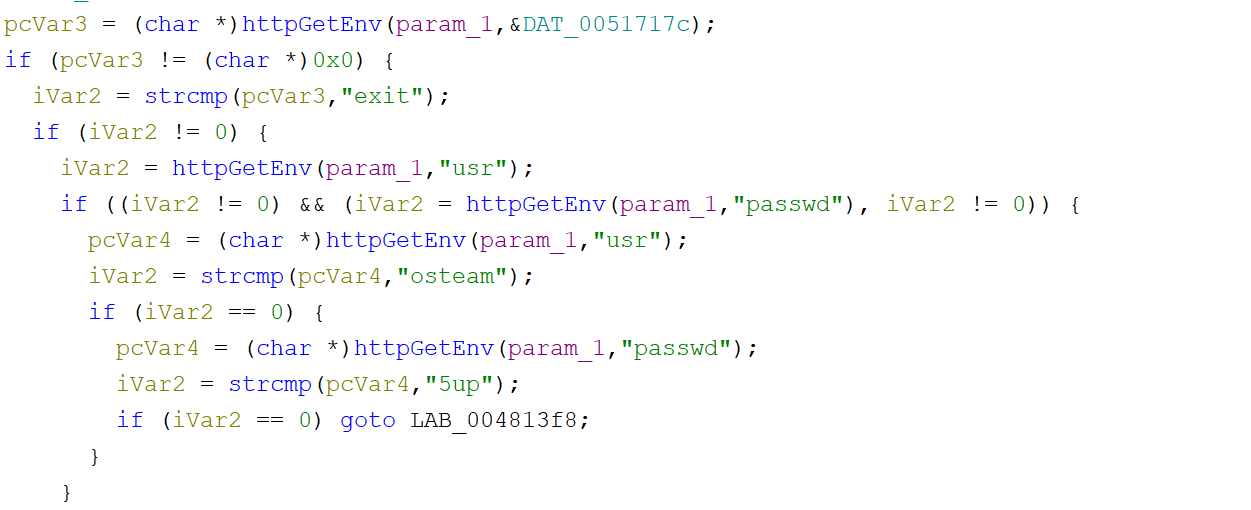 pcVar3 = (char *)httpGetEnv(param_1,&DAT_0051717c);
if (pcVar3 != (char *)0x0) {
iVar2 = strcmp(pcVar3,"exit");
if (iVar2 != 0) {
iVar2 = httpGetEnv(param_1,"usr");
if ((iVar2 != 0) && (iVar2 = httpGetEnv(param_1,"passwd"), iVar2 != 0)) {
pcVar4 = (char *)httpGetEnv(param_1,"usr");
iVar2 = strcmp(pcVar4,"osteam");
if (iVar2 == 0) {
pcVar4 = (char *)httpGetEnv(param_1,"passwd");
iVar2 = strcmp(pcVar4,"5up");
if (iVar2 == 0) goto LAB_004813f8;
}
}